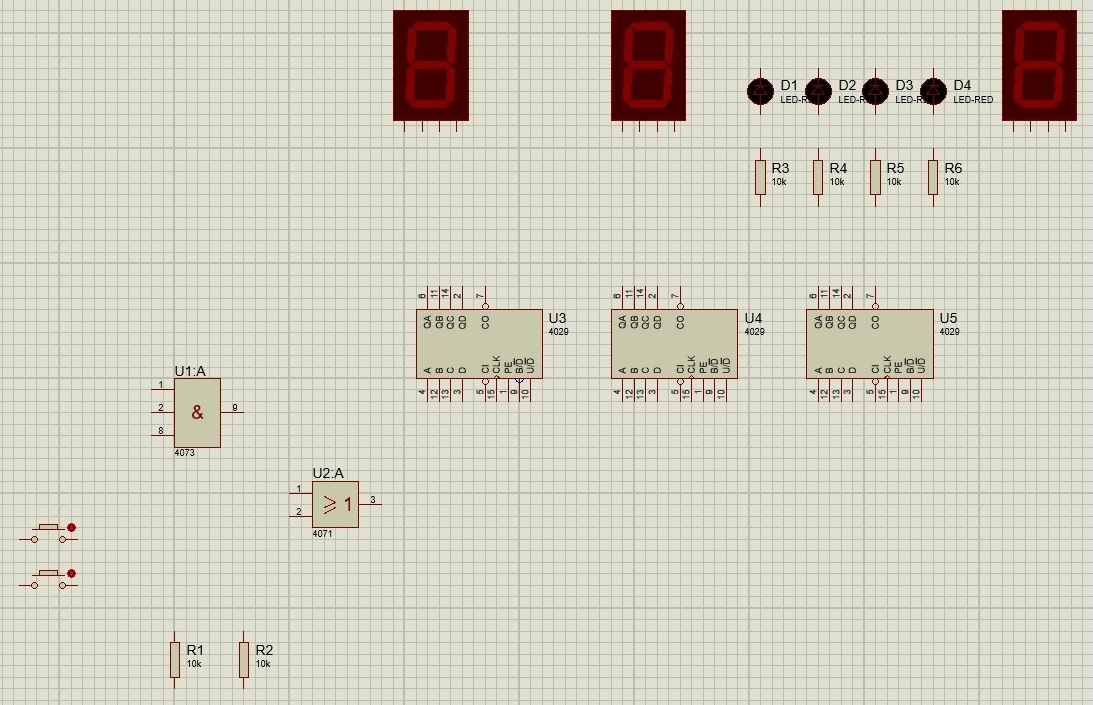 D1
LED-R
D2
LED-R
D3
LED-R
D4
LED-RED
R3
10k
R4
10k
R5
10k
R6
10k
6 11 14 2 7
QA QB QC QD CO
U3
4029
A B C D CI CLK PE B/D U/D
4 12 13 3 5 15 1 9 10
6 11 14 2 7
QA QB QC QD CO
U4
4029
A B C D CI CLK PE B/D U/D
4 12 13 3 5 15 1 9 10
6 11 14 2 7
QA QB QC QD CO
U5
4029
A B C D CI CLK PE B/D U/D
4 12 13 3 5 15 1 9 10
U1:A
1
2
8
&
9
4073
U2:A
1
2
≥ 1
3
4071
R1
10k
R2
10k